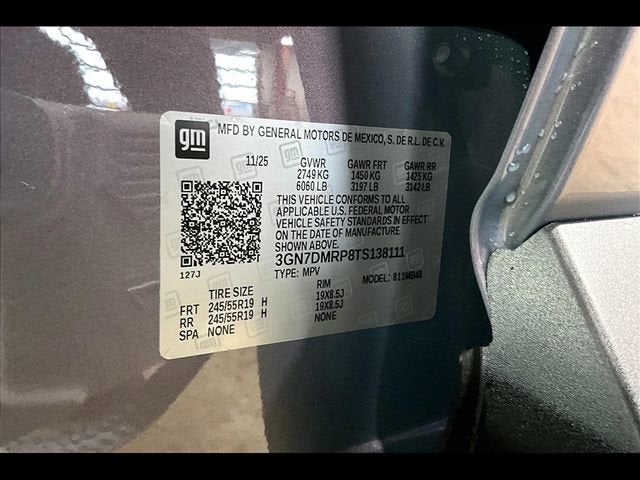 gm
MFD BY GENERAL MOTORS DE MEXICO, S. DE R.L. DE C.V.
11/25 GVWR GAWR FRT GAWR RR
2749 KG 1450 KG 1425 KG
6060 LB 3197 LB 3142 LB
THIS VEHICLE CONFORMS TO ALL
APPLICABLE U.S. FEDERAL MOTOR
VEHICLE SAFETY STANDARDS IN EFFECT
ON THE DATE OF MANUFACTURE
SHOWN ABOVE.
3GN7DMRP8TS138111
127J TYPE: MPV MODEL: 811MB48
TIRE SIZE RIM
FRT 245/55R19 H 19X8.5J
RR 245/55R19 H 19X8.5J
SPA NONE NONE